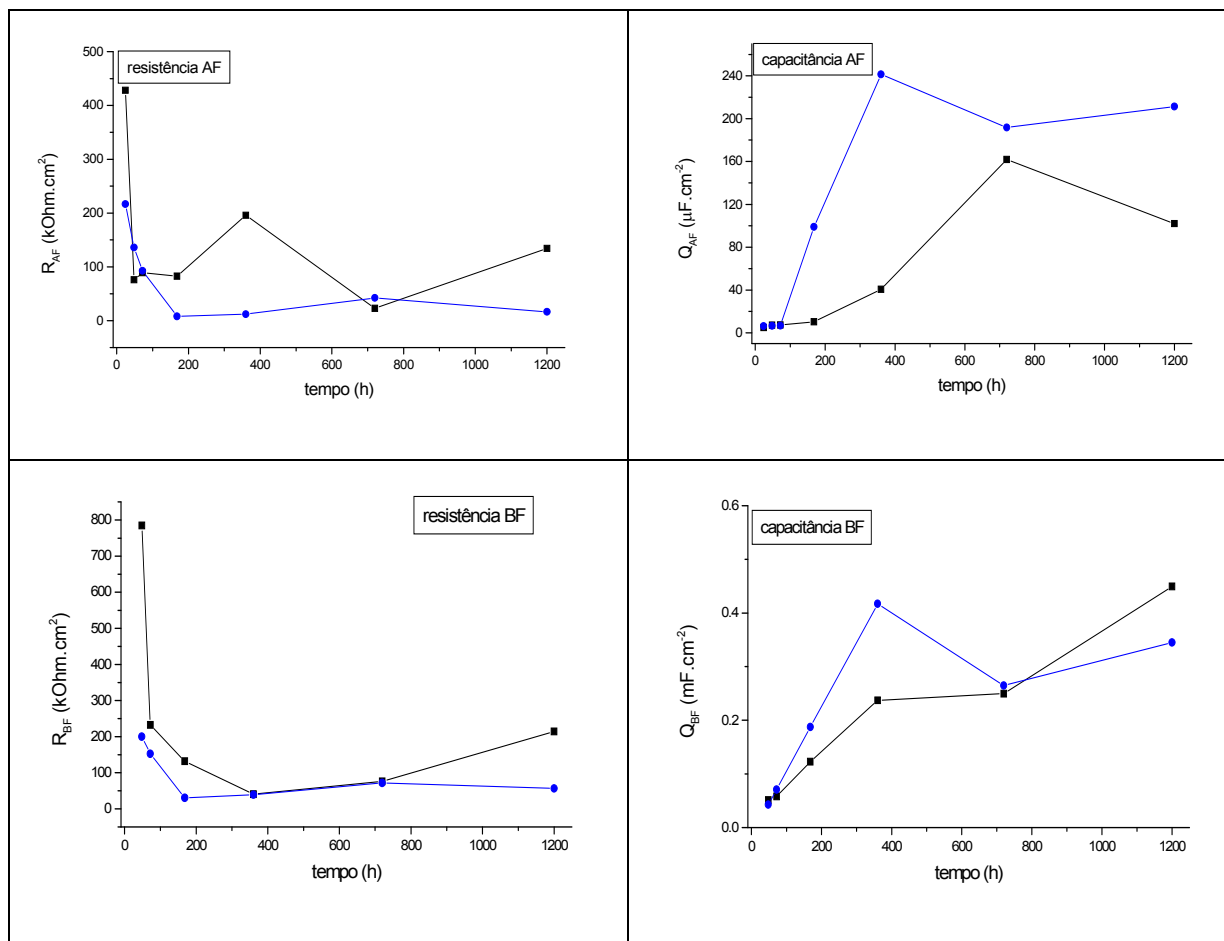 resistência AF
500
400
300
200
100
0
R_AF (kOhm.cm²)
0 200 400 600 800 1000 1200
tempo (h)
capacitância AF
240
200
160
120
80
40
0
Q_AF (µF.cm⁻²)
0 200 400 600 800 1000 1200
tempo (h)
resistência BF
800
700
600
500
400
300
200
100
0
R_BF (kOhm.cm²)
0 200 400 600 800 1000 1200
tempo (h)
capacitância BF
0.6
0.4
0.2
0.0
Q_BF (mF.cm⁻²)
0 200 400 600 800 1000 1200
tempo (h)